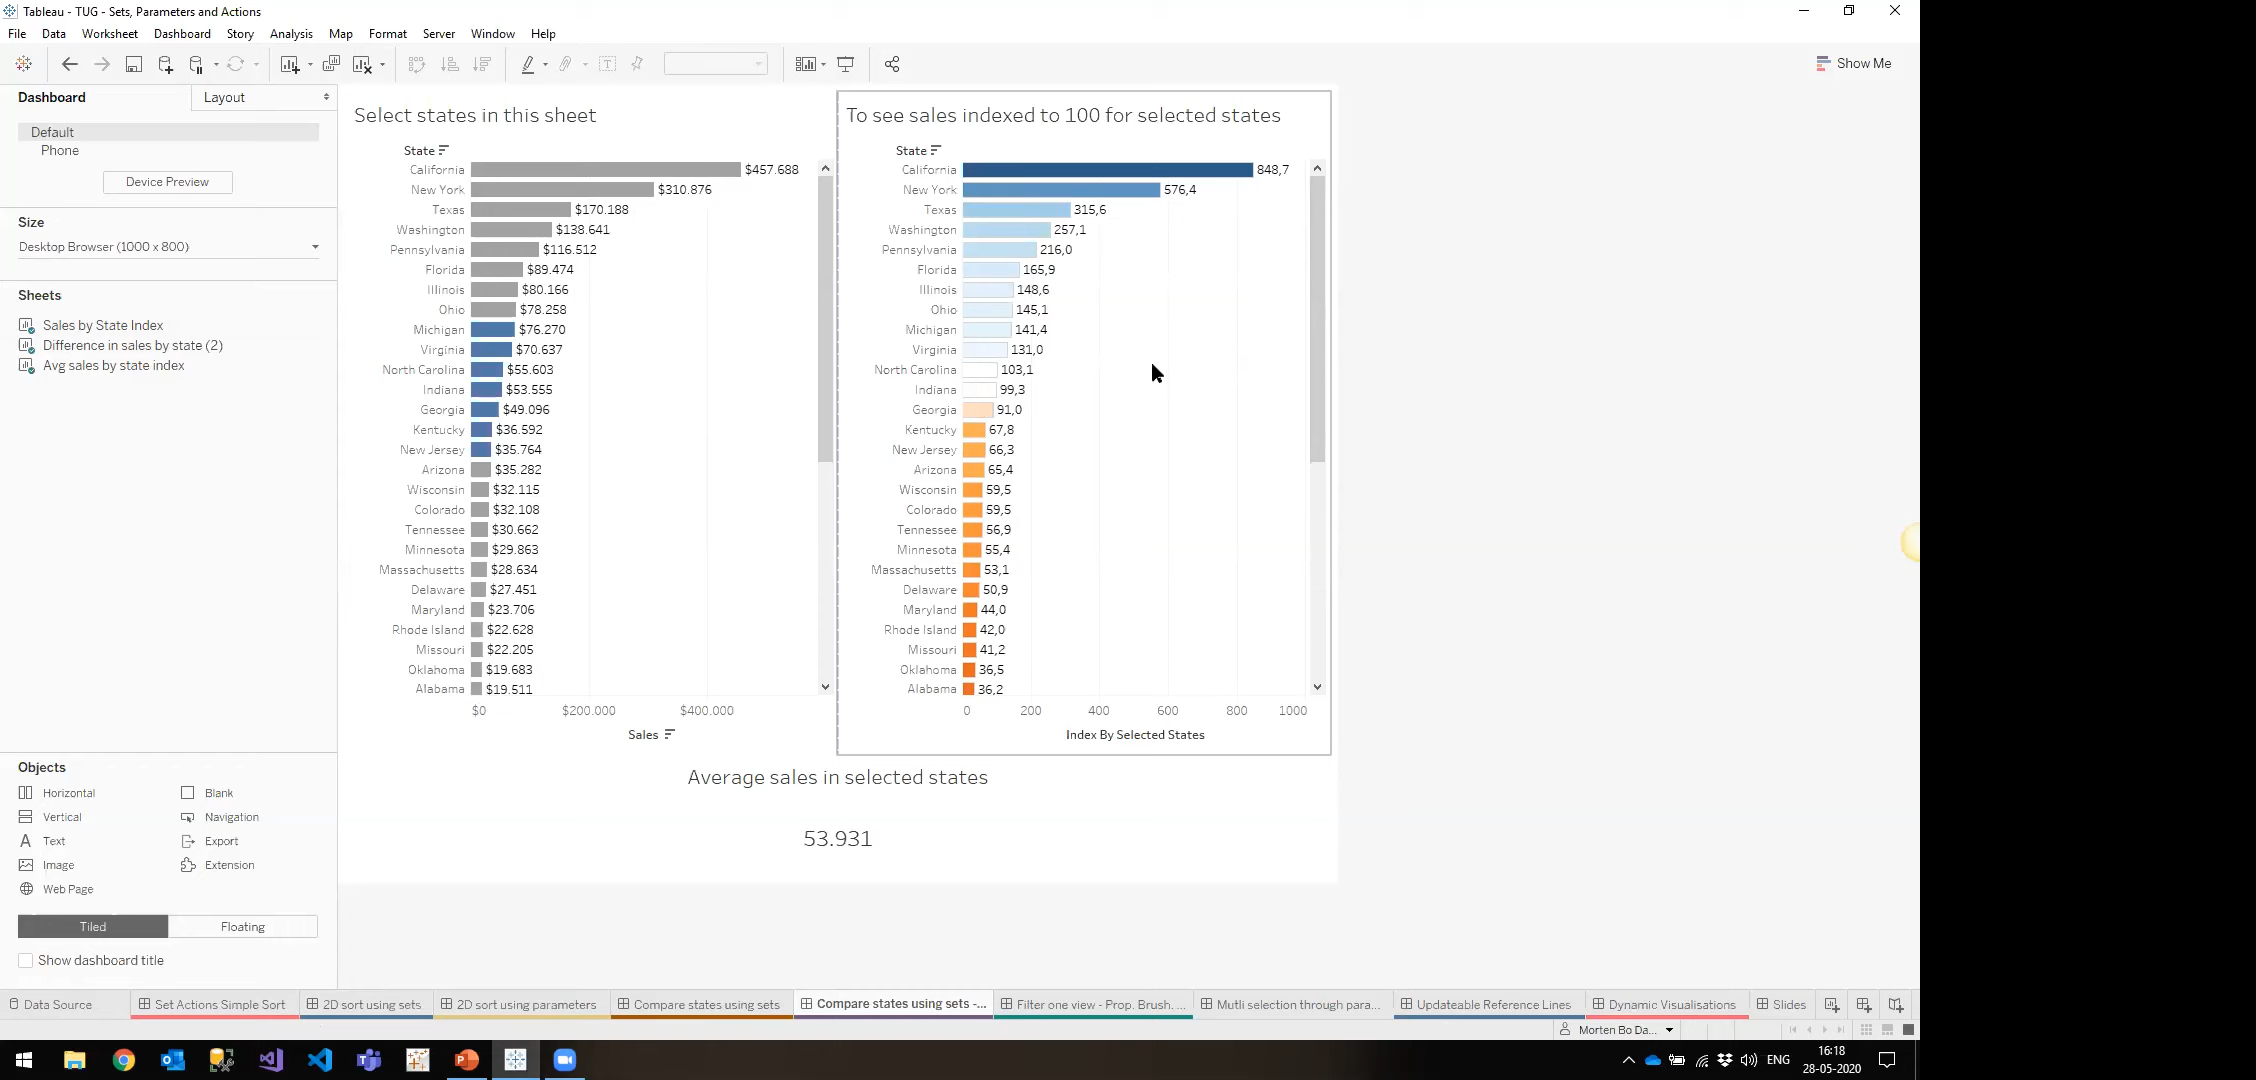 Tableau - TUG - Sets, Parameters and Actions
File Data Worksheet Dashboard Story Analysis Map Format Server Window Help
Show Me
Dashboard Layout
Default
Phone
Device Preview
Size
Desktop Browser (1000 x 800)
Sheets
Sales by State Index
Difference in sales by state (2)
Avg sales by state index
Objects
Horizontal Blank
Vertical Navigation
Text Export
Image Extension
Web Page
Tiled Floating
Show dashboard title
Select states in this sheet
State
California $457.688
New York $310.876
Texas $170.188
Washington $138.641
Pennsylvania $116.512
Florida $89.474
Illinois $80.166
Ohio $78.258
Michigan $76.270
Virginia $70.637
North Carolina $55.603
Indiana $53.555
Georgia $49.096
Kentucky $36.592
New Jersey $35.764
Arizona $35.282
Wisconsin $32.115
Colorado $32.108
Tennessee $30.662
Minnesota $29.863
Massachusetts $28.634
Delaware $27.451
Maryland $23.706
Rhode Island $22.628
Missouri $22.205
Oklahoma $19.683
Alabama $19.511
$0 $200.000 $400.000
Sales
To see sales indexed to 100 for selected states
State
California 848,7
New York 576,4
Texas 315,6
Washington 257,1
Pennsylvania 216,0
Florida 165,9
Illinois 148,6
Ohio 145,1
Michigan 141,4
Virginia 131,0
North Carolina 103,1
Indiana 99,3
Georgia 91,0
Kentucky 67,8
New Jersey 66,3
Arizona 65,4
Wisconsin 59,5
Colorado 59,5
Tennessee 56,9
Minnesota 55,4
Massachusetts 53,1
Delaware 50,9
Maryland 44,0
Rhode Island 42,0
Missouri 41,2
Oklahoma 36,5
Alabama 36,2
0 200 400 600 800 1000
Index By Selected States
Average sales in selected states
53.931
Data Source Set Actions Simple Sort 2D sort using sets 2D sort using parameters Compare states using sets Compare states using sets -... Filter one view - Prop. Brush. ... Mutli selection through para... Updateable Reference Lines Dynamic Visualisations Slides
Morten Bo Da...
ENG
16:18
28-05-2020